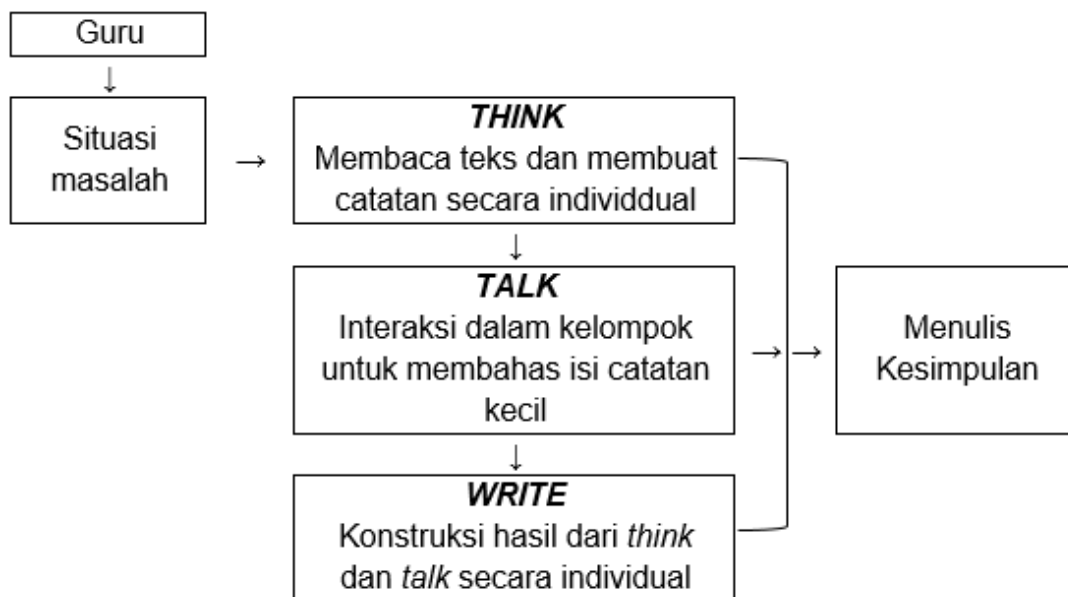 Guru
↓
Situasi
masalah
→
THINK
Membaca teks dan membuat
catatan secara individdual
↓
TALK
Interaksi dalam kelompok
untuk membahas isi catatan
kecil
→
→
Menulis
Kesimpulan
↓
WRITE
Konstruksi hasil dari think
dan talk secara individual